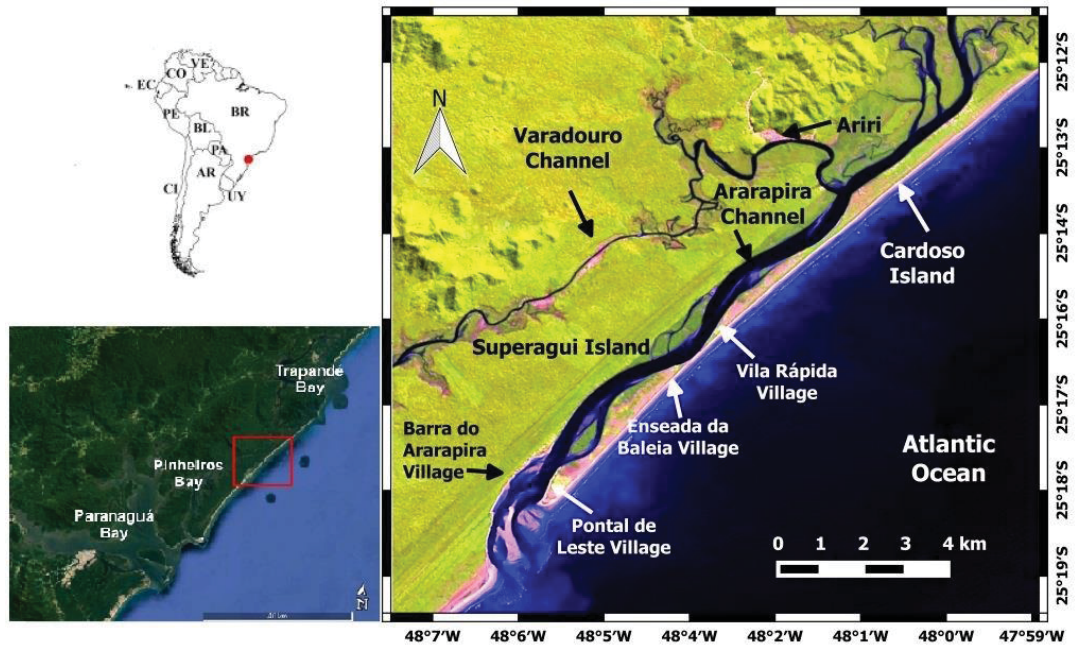 VE
CO
EC
PE
BR
BL
PA
AR
CI
UY
Trapandé
Bay
Pinheiros
Bay
Paranaguá
Bay
N
N
Varadouro
Channel
Ariri
Ararapira
Channel
Cardoso
Island
Superagui Island
Vila Rápida
Village
Enseada da
Baleia Village
Barra do
Ararapira
Village
Atlantic
Ocean
Pontal de
Leste Village
0 1 2 3 4 km
25°12'S
25°13'S
25°14'S
25°16'S
25°17'S
25°18'S
25°19'S
48°7'W 48°6'W 48°5'W 48°4'W 48°2'W 48°1'W 48°0'W 47°59'W